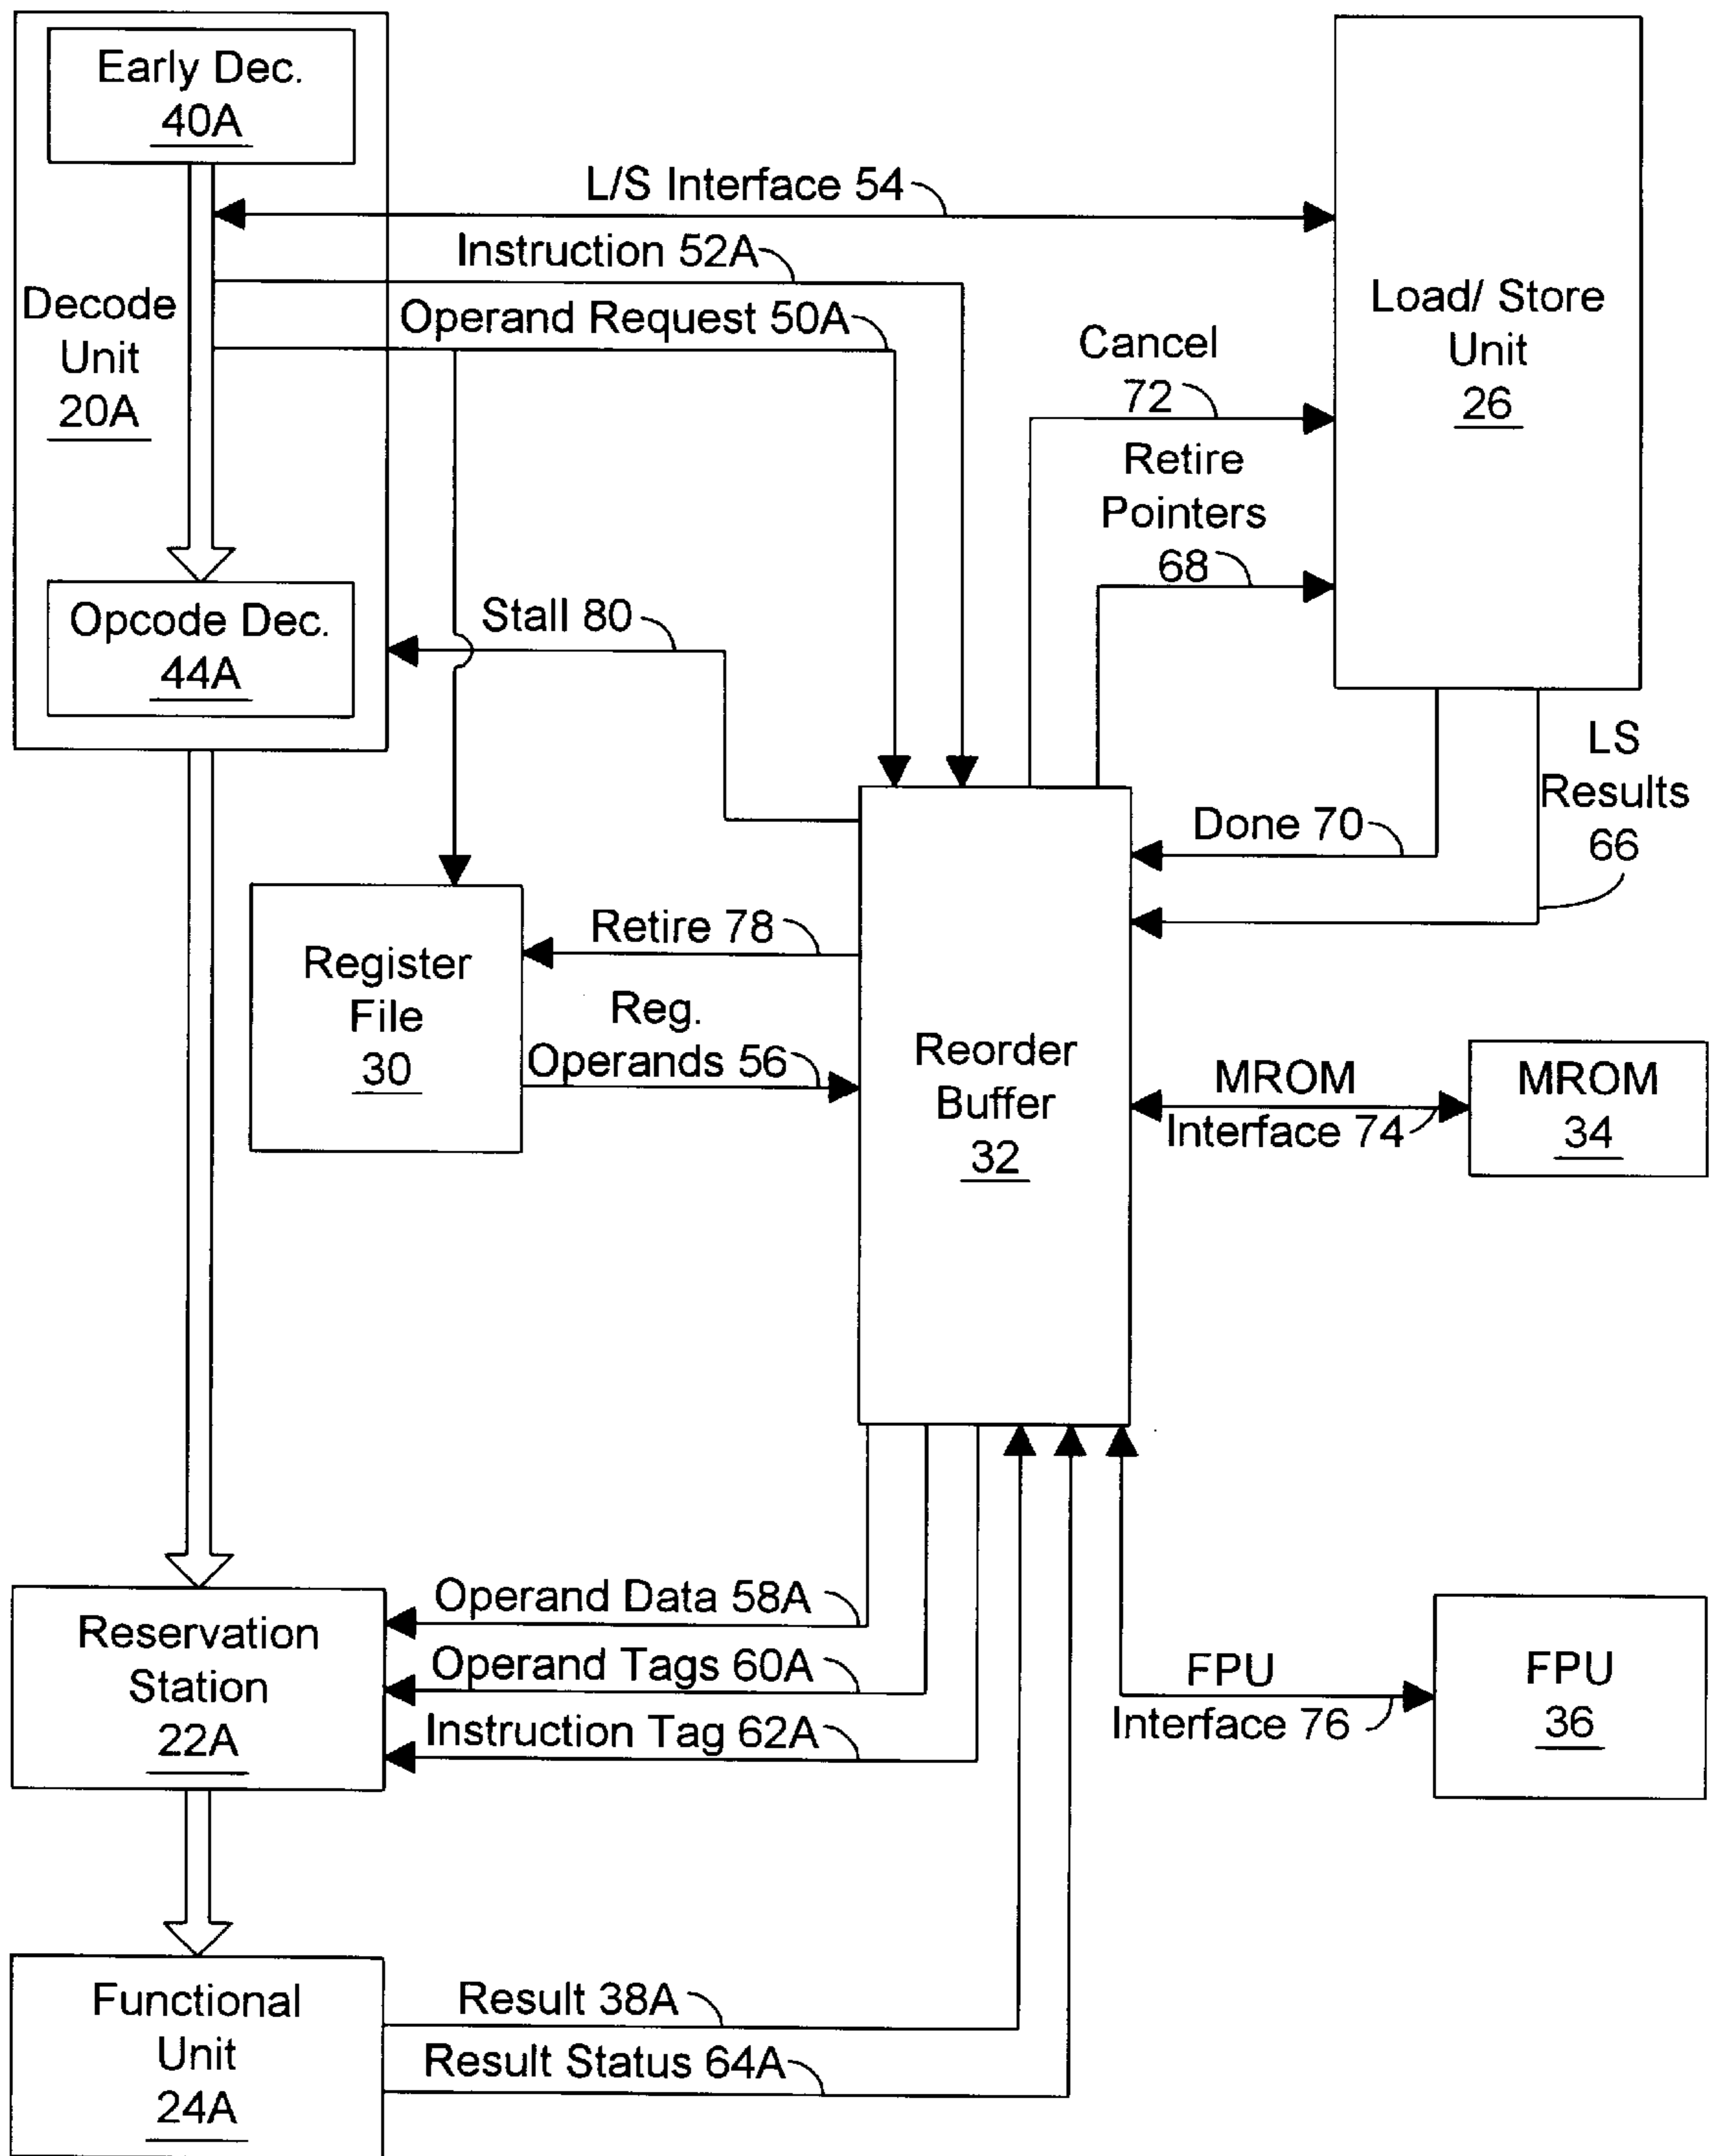 Early Dec.
40A
L/S Interface 54
Instruction 52A
Operand Request 50A
Decode
Unit
20A
Load/ Store
Unit
26
Cancel
72
Retire
Pointers
68
Opcode Dec.
44A
Stall 80
LS
Results
66
Done 70
Register
File
30
Retire 78
Reg.
Operands 56
Reorder
Buffer
32
MROM
Interface 74
MROM
34
Reservation
Station
22A
Operand Data 58A
Operand Tags 60A
Instruction Tag 62A
FPU
Interface 76
FPU
36
Functional
Unit
24A
Result 38A
Result Status 64A